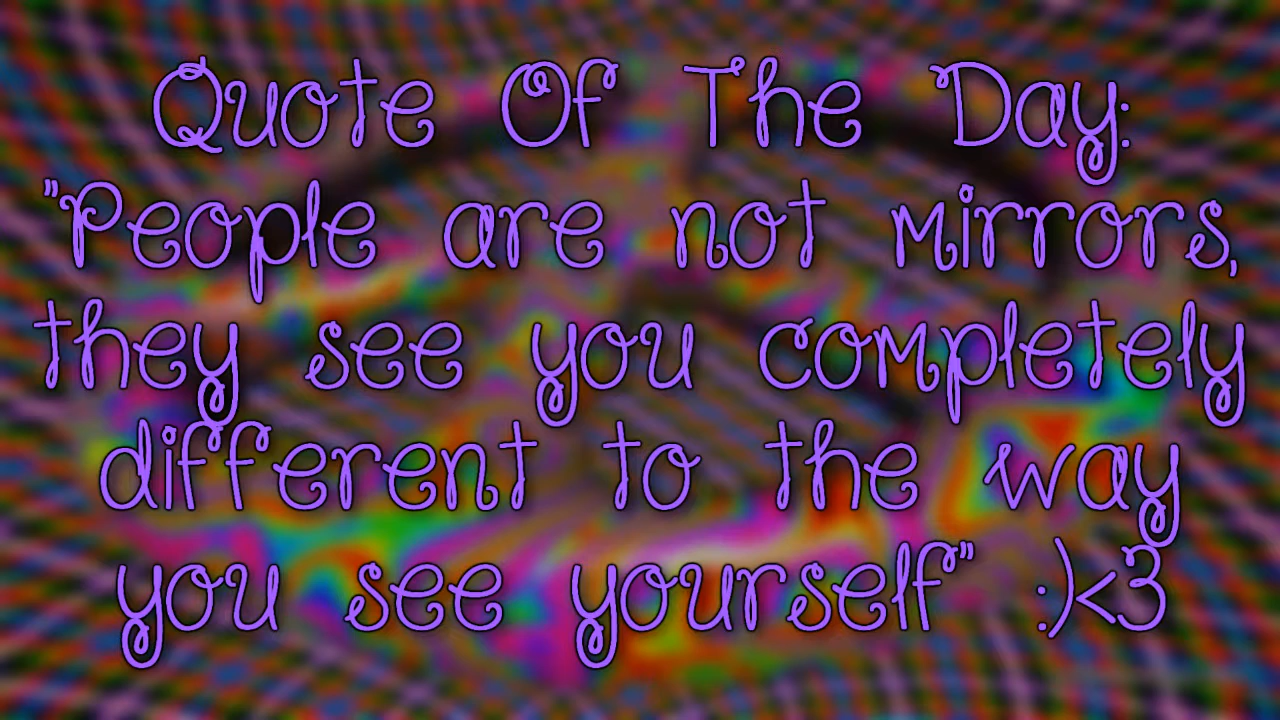 Quote Of The Day:
"People are not mirrors,
they see you completely
different to the way
you see yourself" :)<3